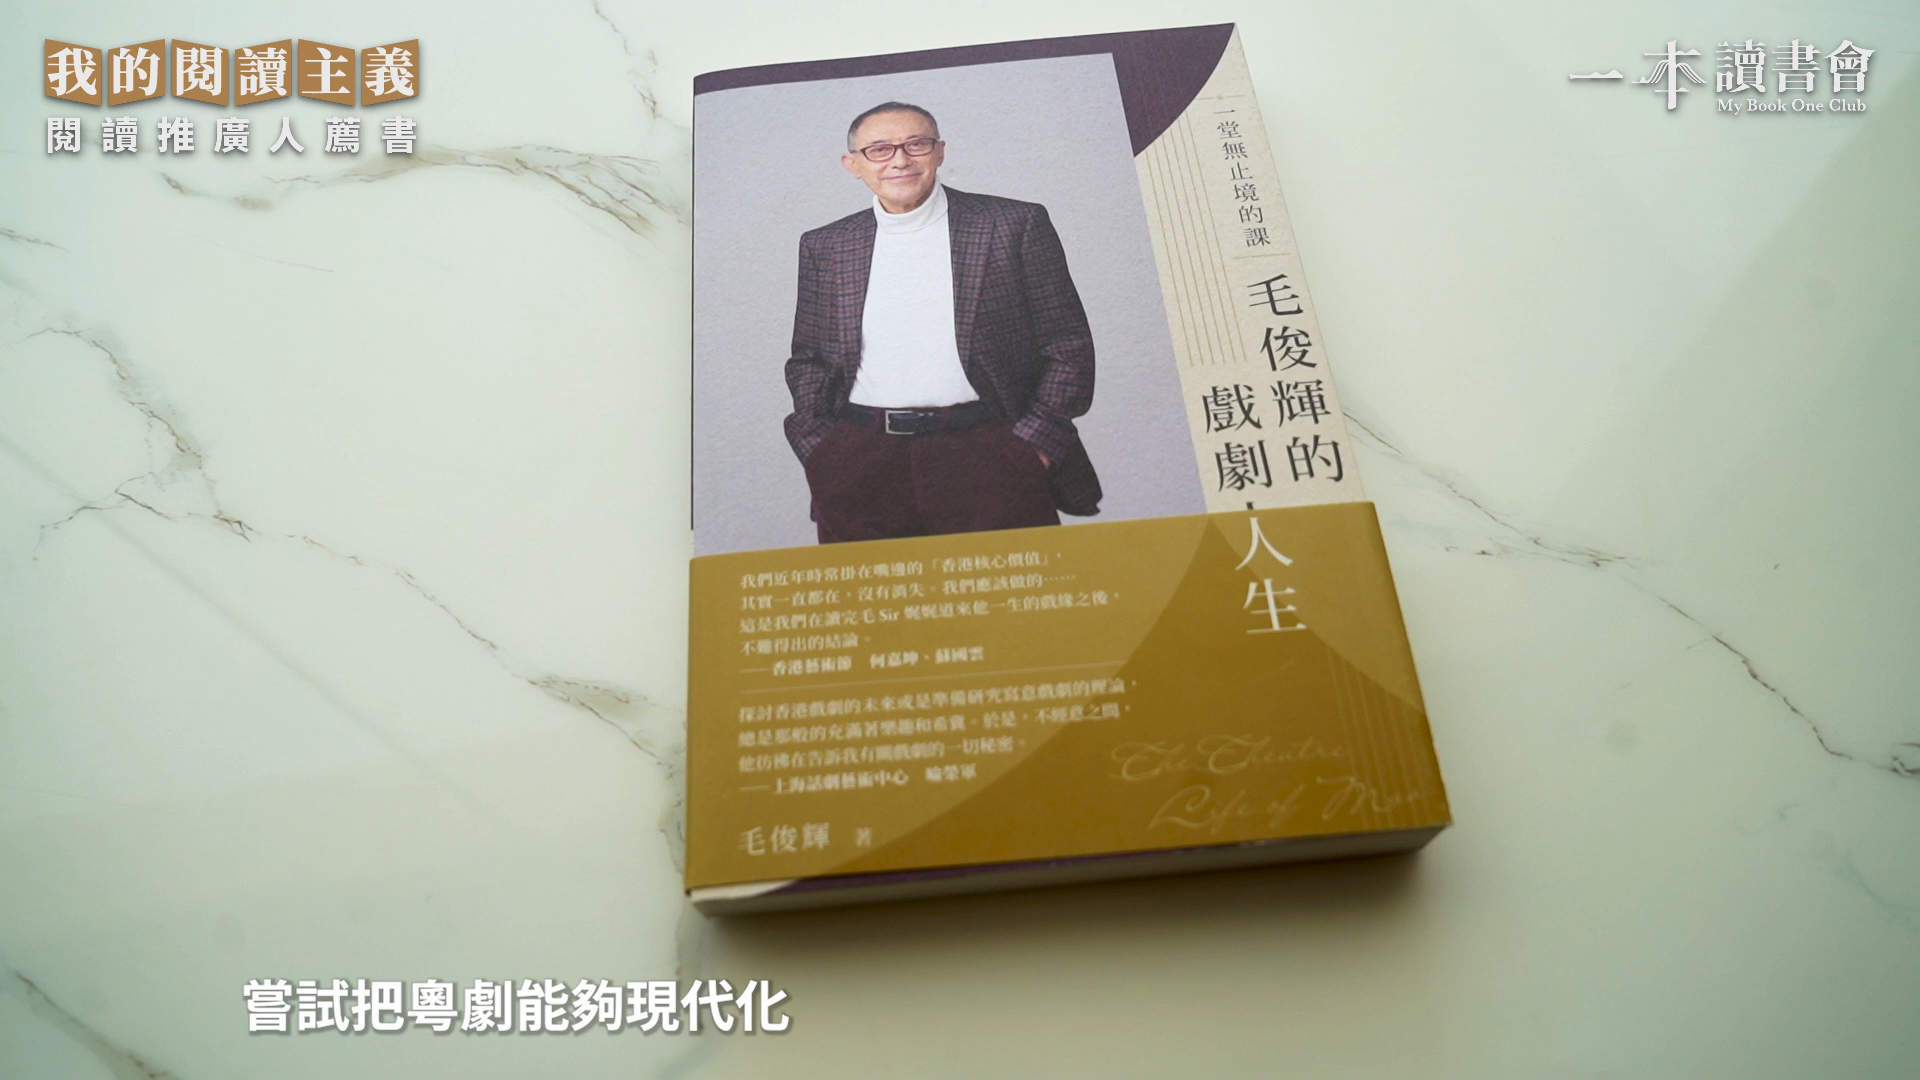 我的閱讀主義
閱讀推廣人薦書
一本讀書會
My Book One Club
一堂無止境的課
毛俊輝的
戲劇人生
我們近年時常掛在嘴邊的「香港核心價值」，
其實一直都在，沒有消失。我們應該做的⋯⋯
這是我們在讀完毛 Sir 娓娓道來他一生的戲緣之後，
不難得出的結論。
——香港藝術節　何嘉坤、蘇國雲
探討香港戲劇的未來或是準備研究寫意戲劇的理論，
總是那般的充滿著樂趣和希冀。於是，不經意之間，
他彷彿在告訴我有關戲劇的一切秘密。
——上海話劇藝術中心　喻榮軍
The Theatre
Life of
毛俊輝　著
嘗試把粵劇能夠現代化